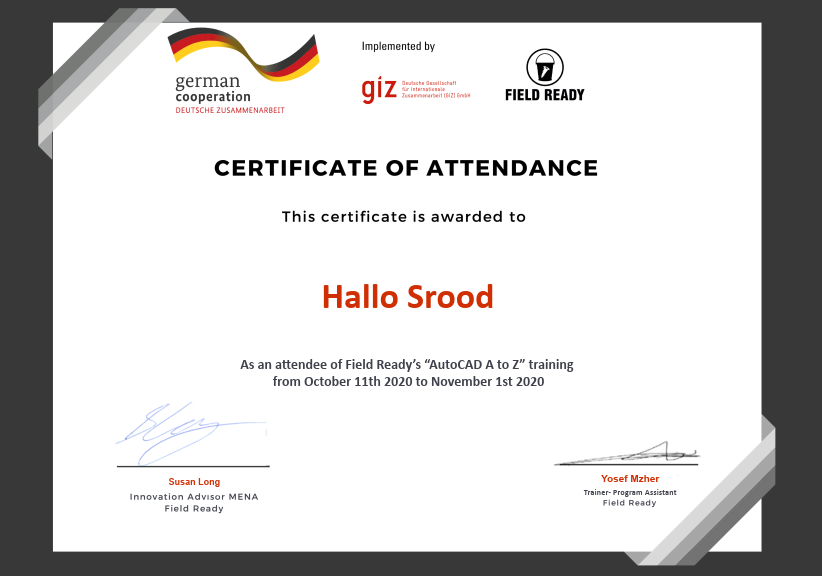 german
cooperation
DEUTSCHE ZUSAMMENARBEIT
Implemented by
giz
Deutsche Gesellschaft
für Internationale
Zusammenarbeit (GIZ) GmbH
FIELD READY
CERTIFICATE OF ATTENDANCE
This certificate is awarded to
Hallo Srood
As an attendee of Field Ready’s “AutoCAD A to Z” training
from October 11th 2020 to November 1st 2020
Susan Long
Innovation Advisor MENA
Field Ready
Yosef Mzher
Trainer- Program Assistant
Field Ready